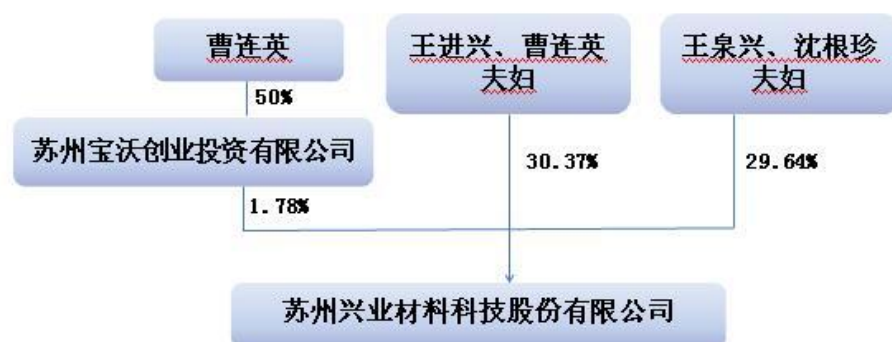 曹连英
王进兴、曹连英
夫妇
王泉兴、沈根珍
夫妇
50%
苏州宝沃创业投资有限公司
30.37%
29.64%
1.78%
苏州兴业材料科技股份有限公司